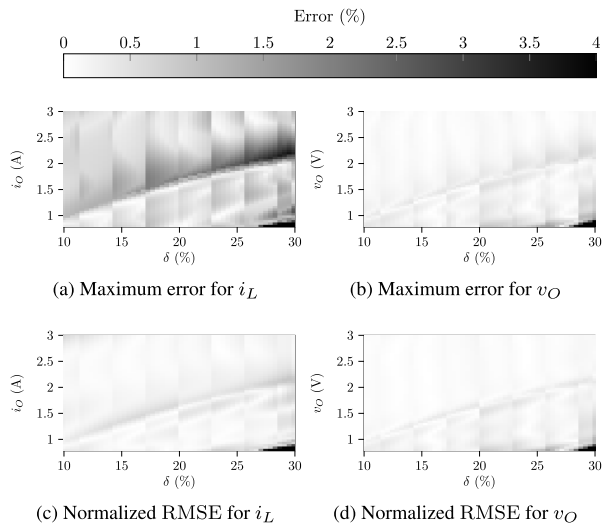 Error (%)
0 0.5 1 1.5 2 2.5 3 3.5 4
3
2.5
2
1.5
1
i_O (A)
10 15 20 25 30
δ (%)
(a) Maximum error for i_L
3
2.5
2
1.5
1
v_O (V)
10 15 20 25 30
δ (%)
(b) Maximum error for v_O
3
2.5
2
1.5
1
i_O (A)
10 15 20 25 30
δ (%)
(c) Normalized RMSE for i_L
3
2.5
2
1.5
1
v_O (V)
10 15 20 25 30
δ (%)
(d) Normalized RMSE for v_O